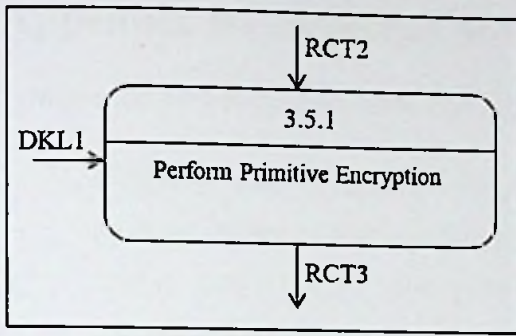 RCT2
3.5.1
DKL1
Perform Primitive Encryption
RCT3